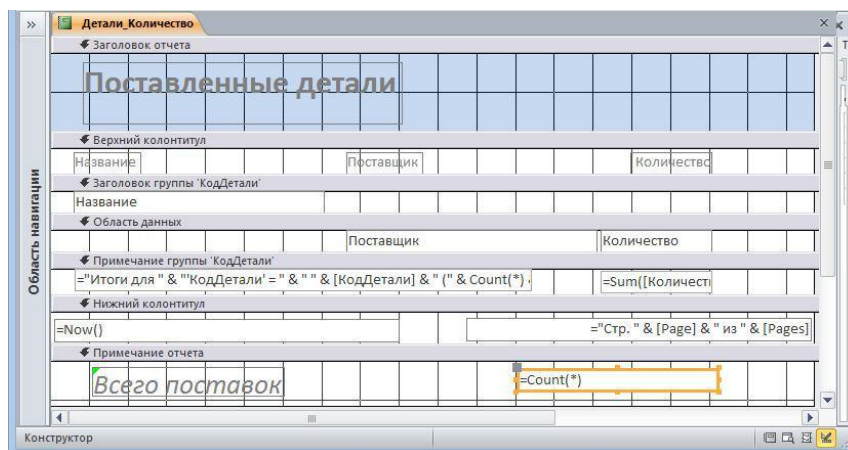 Детали_Количество
Заголовок отчета
Поставленные детали
Верхний колонтитул
Название Поставщик Количество
Заголовок группы 'КодДетали'
Название
Область данных
Поставщик Количество
Примечание группы 'КодДетали'
="Итоги для " & "'КодДетали' = " & " " & [КодДетали] & " (" & Count(*) =Sum([Количест
Нижний колонтитул
=Now() ="Стр. " & [Page] & " из " & [Pages]
Примечание отчета
Всего поставок =Count(*)
Область навигации
Конструктор